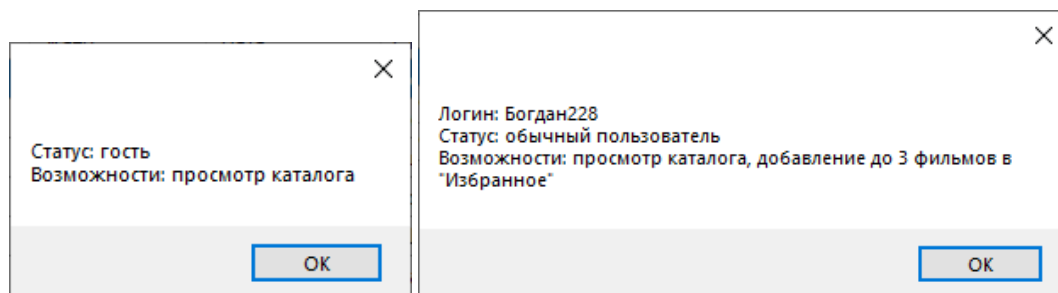 Статус: гость
Возможности: просмотр каталога
OK
Логин: Богдан228
Статус: обычный пользователь
Возможности: просмотр каталога, добавление до 3 фильмов в
"Избранное"
OK